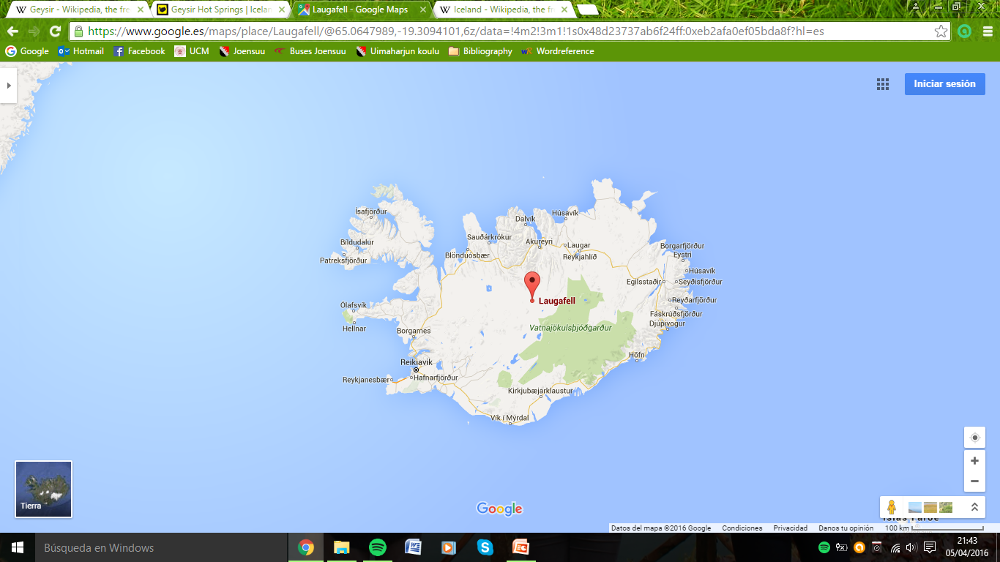 Geysir - Wikipedia, the fre
Geysir Hot Springs | Icelan
Laugafell - Google Maps
Iceland - Wikipedia, the fr
https://www.google.es/maps/place/Laugafell/@65.0647989,-19.3094101,6z/data=!4m2!3m1!1s0x48d23737ab6f24ff:0xeb2afa0ef05bda8f?hl=es
Google Hotmail Facebook UCM Joensuu Buses Joensuu Uimaharjun koulu Bibliography Wordreference
Iniciar sesión
Ísafjörður
Bíldudalur
Patreksfjörður
Dalvík
Húsavík
Sauðárkrókur
Akureyri
Laugar
Blönduósbær
Reykjahlíð
Borgarfjörður
Eystri
Húsavík
Egilsstaðir
Seyðisfjörður
Laugafell
Reyðarfjörður
Ólafsvík
Fáskrúðsfjörður
Hellnar
Djúpivogur
Vatnajökulsþjóðgarður
Borgarnes
Höfn
Reikiavik
Reykjanesbær
Hafnarfjörður
Kirkjubæjarklaustur
Vík í Mýrdal
Tierra
Google
Islas Faroe
Datos del mapa ©2016 Google Condiciones Privacidad Danos tu opinión 100 km
Búsqueda en Windows
21:43
05/04/2016